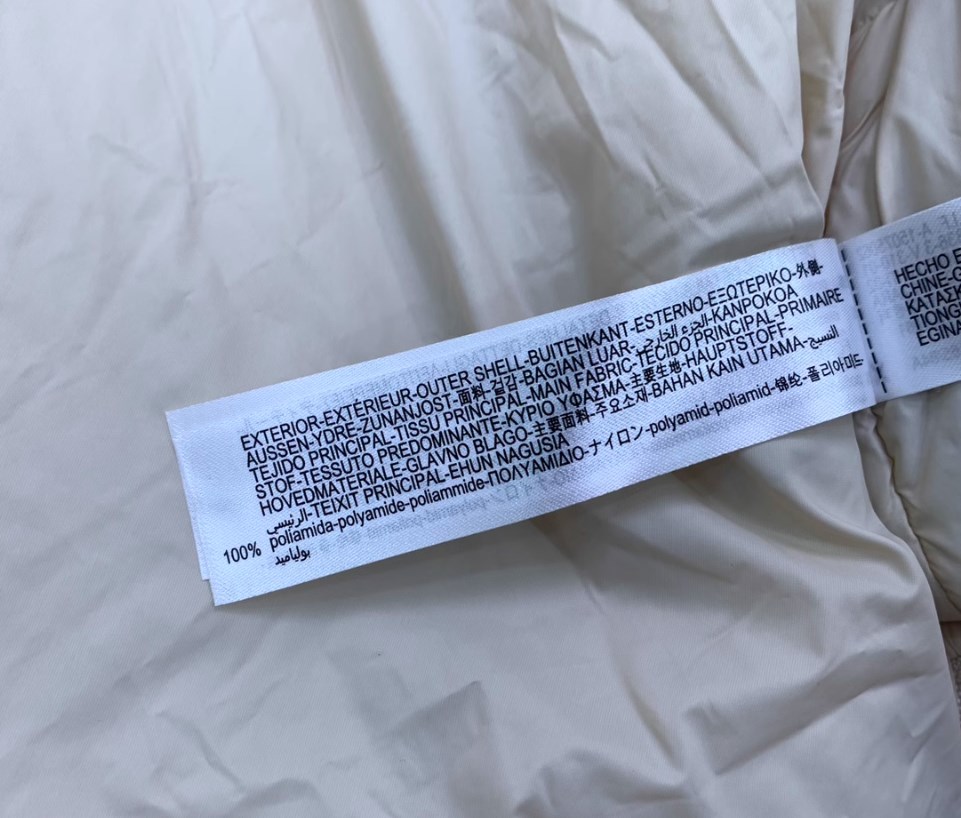 EXTERIOR-EXTÉRIEUR-OUTER SHELL-BUITENKANT-ESTERNO-ΕΞΩΤΕΡΙΚΟ-外側-
AUSSEN-YDRE-ZUNANJOST-面料-겉감-BAGIAN LUAR-الجزء الخارجي-KANPOKOA
TEJIDO PRINCIPAL-TISSU PRINCIPAL-MAIN FABRIC-TECIDO PRINCIPAL-PRIMAIRE
STOF-TESSUTO PREDOMINANTE-ΚΥΡΙΟ ΥΦΑΣΜΑ-主要生地-HAUPTSTOFF-
HOVEDMATERIALE-GLAVNO BLAGO-主要面料-주요소재-BAHAN KAIN UTAMA-النسيج
الرئيسي-TEIXIT PRINCIPAL-EHUN NAGUSIA
100% poliamida-polyamide-poliammide-ΠΟΛΥΑΜΙΔΙΟ-ナイロン-polyamid-poliamid-锦纶-폴리아미드
بولياميد
HECHO E
CHINE-G
ΚΑΤΑΣΚ
TIONG
EGINA